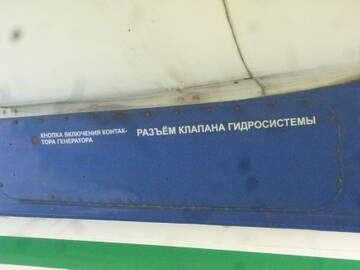 КНОПКА ВКЛЮЧЕНИЯ КОНТАК-
ТОРА ГЕНЕРАТОРА
РАЗЪЁМ КЛАПАНА ГИДРОСИСТЕМЫ